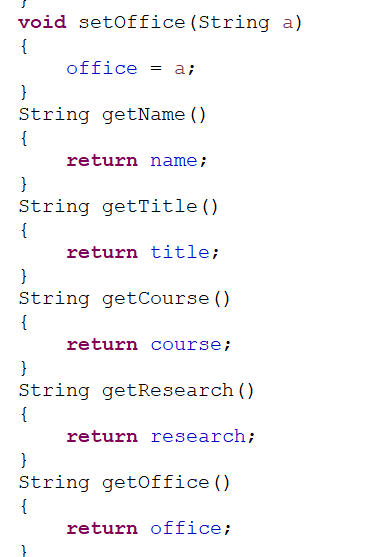 }
void setOffice(String a)
{
    office = a;
}
String getName()
{
    return name;
}
String getTitle()
{
    return title;
}
String getCourse()
{
    return course;
}
String getResearch()
{
    return research;
}
String getOffice()
{
    return office;
}